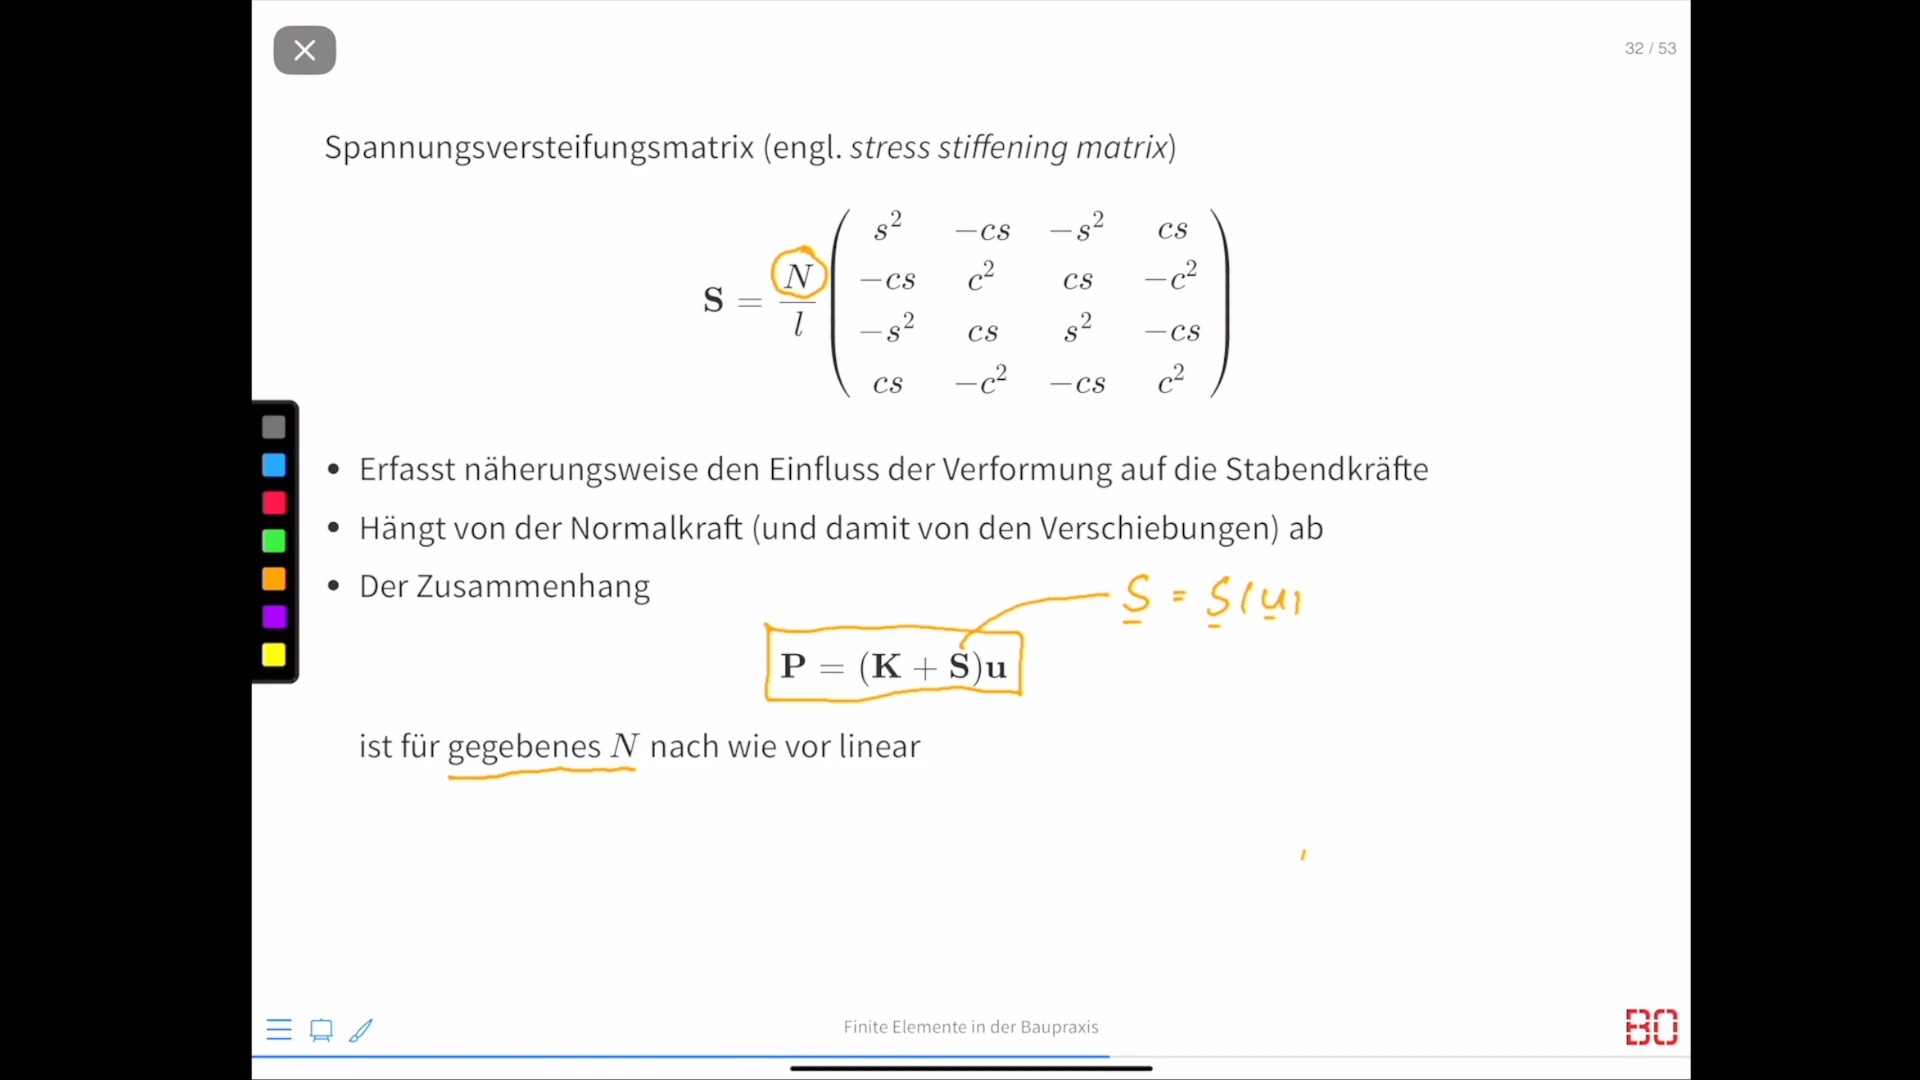 32 / 53
Spannungsversteifungsmatrix (engl. stress stiffening matrix)
S = N/l ( s² −cs −s² cs
−cs c² cs −c²
−s² cs s² −cs
cs −c² −cs c² )
• Erfasst näherungsweise den Einfluss der Verformung auf die Stabendkräfte
• Hängt von der Normalkraft (und damit von den Verschiebungen) ab
• Der Zusammenhang
S = S(u)
P = (K + S)u
ist für gegebenes N nach wie vor linear
Finite Elemente in der Baupraxis
BO